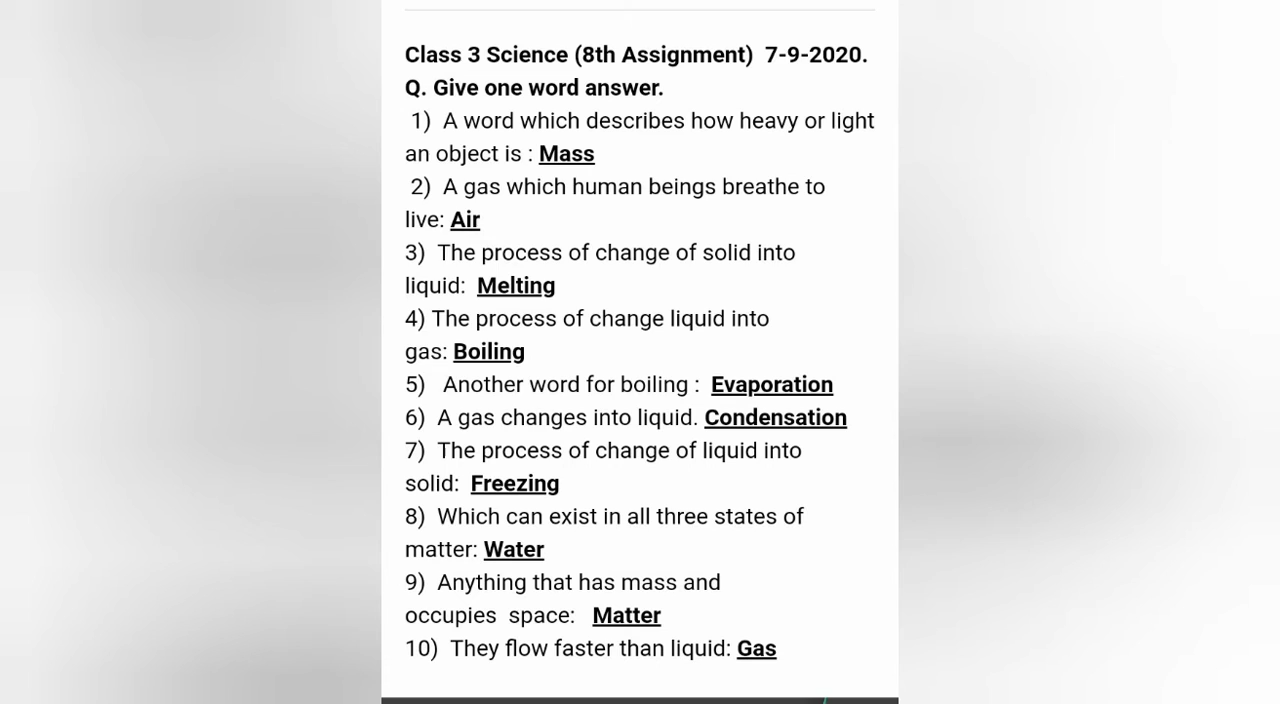 Class 3 Science (8th Assignment)  7-9-2020.
Q. Give one word answer.
1)  A word which describes how heavy or light
an object is : Mass
2)  A gas which human beings breathe to
live: Air
3)  The process of change of solid into
liquid:  Melting
4) The process of change liquid into
gas: Boiling
5)   Another word for boiling :  Evaporation
6)  A gas changes into liquid. Condensation
7)  The process of change of liquid into
solid:  Freezing
8)  Which can exist in all three states of
matter: Water
9)  Anything that has mass and
occupies  space:   Matter
10)  They flow faster than liquid: Gas